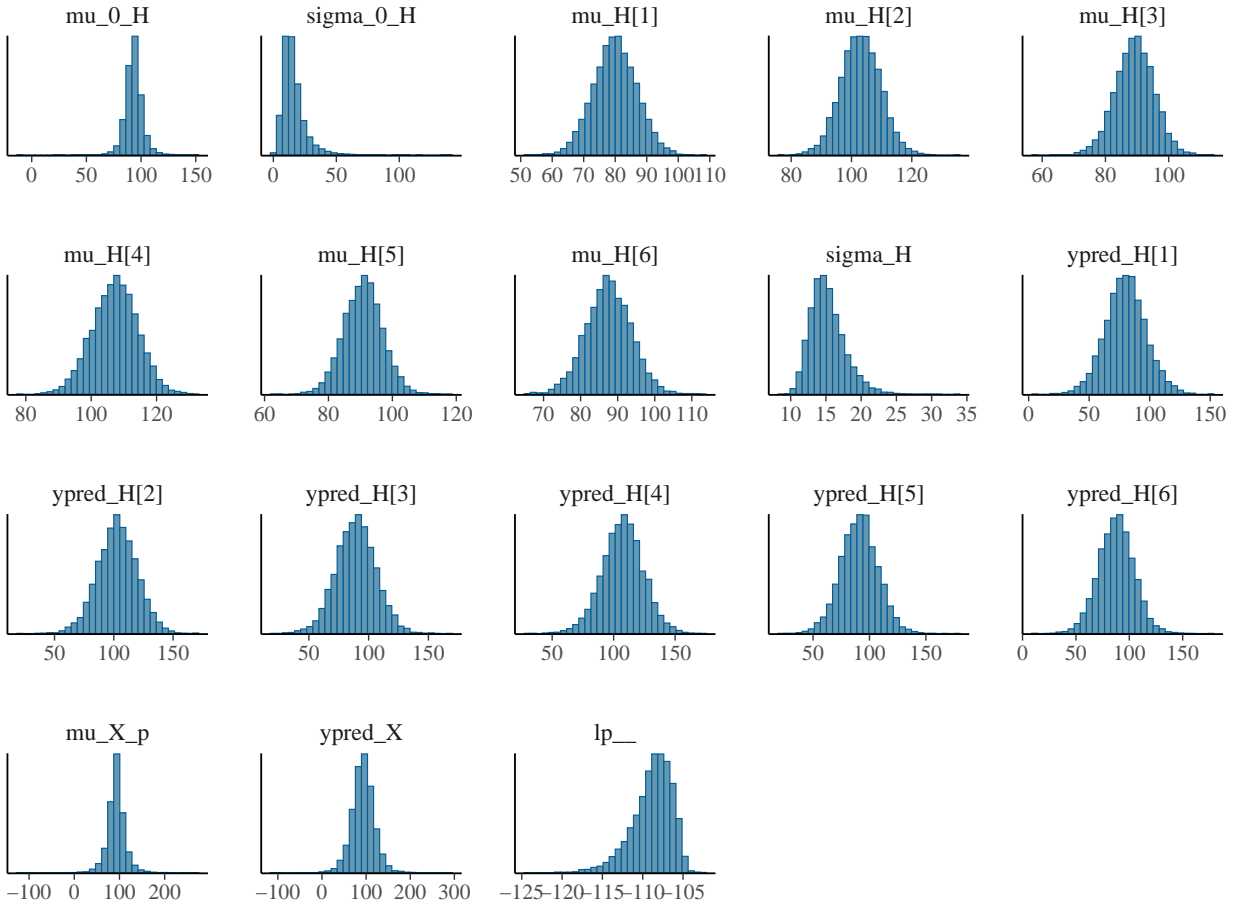 mu_0_H sigma_0_H mu_H[1] mu_H[2] mu_H[3]
0 50 100 150 0 50 100 50 60 70 80 90 100 110 80 100 120 60 80 100
mu_H[4] mu_H[5] mu_H[6] sigma_H ypred_H[1]
80 100 120 60 80 100 120 70 80 90 100 110 10 15 20 25 30 35 0 50 100 150
ypred_H[2] ypred_H[3] ypred_H[4] ypred_H[5] ypred_H[6]
50 100 150 50 100 150 50 100 150 50 100 150 0 50 100 150
mu_X_p ypred_X lp__
−100 0 100 200 −100 0 100 200 300 −125 −120 −115 −110 −105